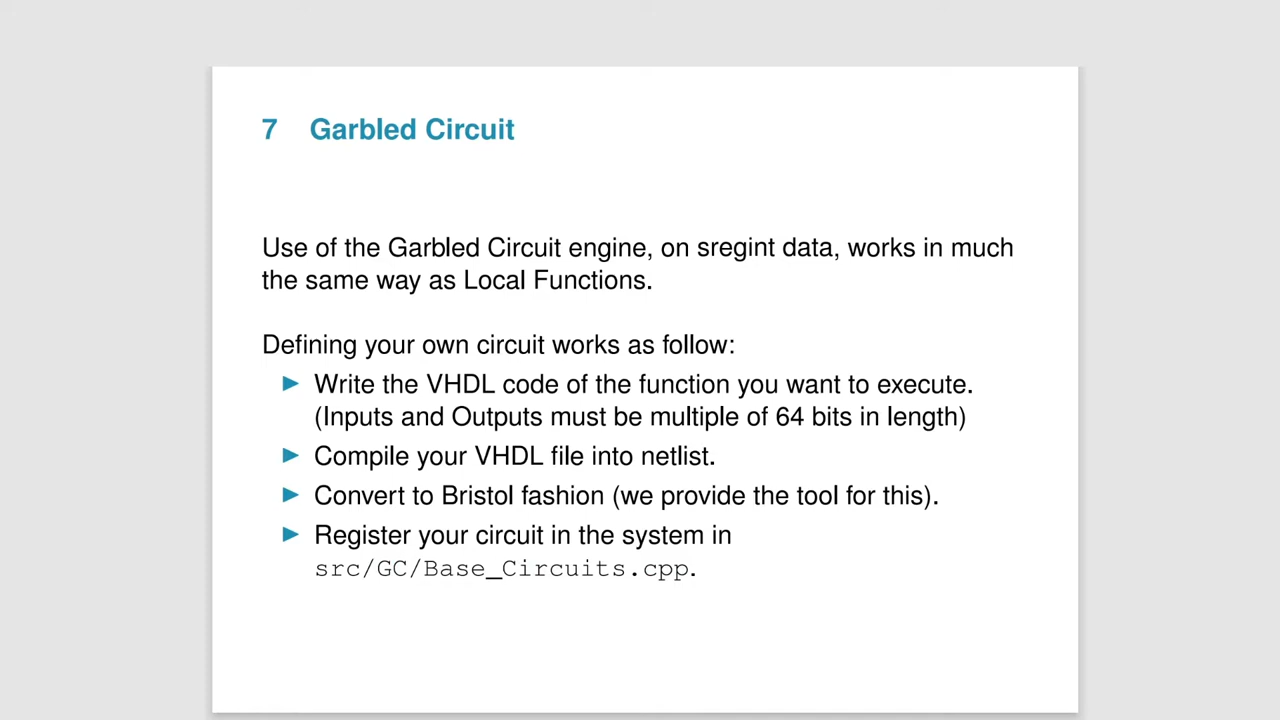 7 Garbled Circuit
Use of the Garbled Circuit engine, on sregint data, works in much
the same way as Local Functions.
Defining your own circuit works as follow:
► Write the VHDL code of the function you want to execute.
(Inputs and Outputs must be multiple of 64 bits in length)
► Compile your VHDL file into netlist.
► Convert to Bristol fashion (we provide the tool for this).
► Register your circuit in the system in
src/GC/Base_Circuits.cpp.